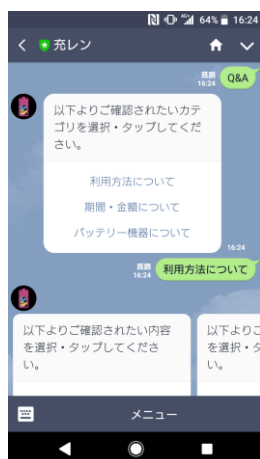 64% 16:24
充レン
既読
16:24
Q&A
以下よりご確認されたいカテ
ゴリを選択・タップしてくだ
さい。
利用方法について
期間・金額について
バッテリー機器について
16:24
既読
16:24
利用方法について
以下よりご確認されたい内容
を選択・タップしてくださ
い。
以下よりご
を選択・タ
い。
メニュー